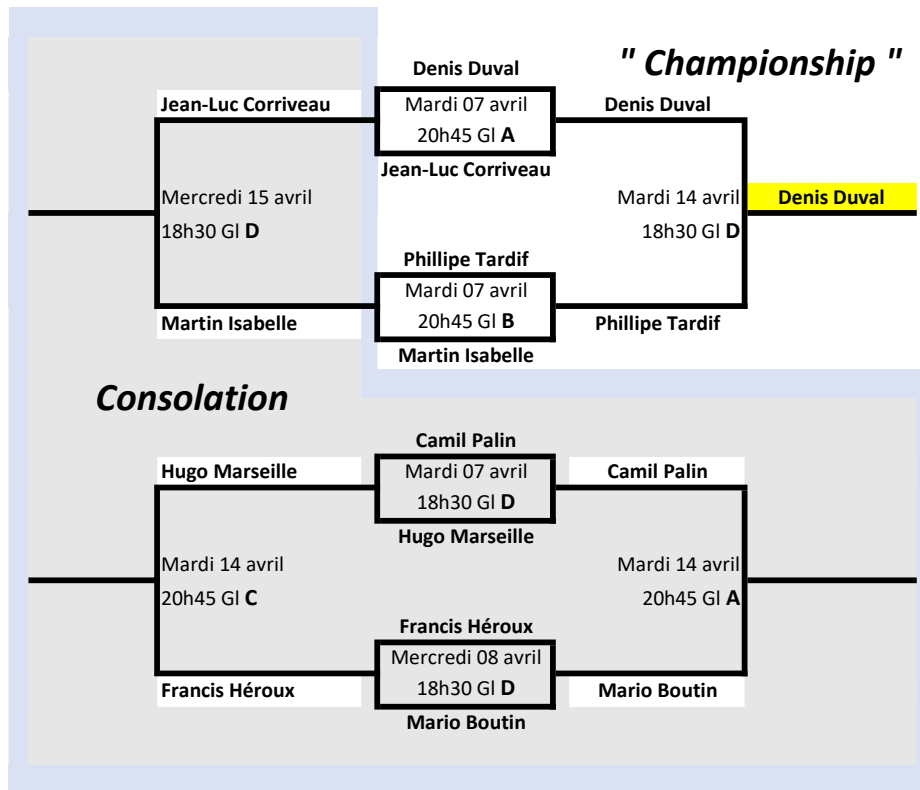 " Championship "
Denis Duval
Jean-Luc Corriveau
Mardi 07 avril
Denis Duval
20h45 Gl A
Jean-Luc Corriveau
Mercredi 15 avril
Mardi 14 avril
Denis Duval
18h30 Gl D
18h30 Gl D
Phillipe Tardif
Mardi 07 avril
20h45 Gl B
Martin Isabelle
Phillipe Tardif
Martin Isabelle
Consolation
Camil Palin
Hugo Marseille
Mardi 07 avril
Camil Palin
18h30 Gl D
Hugo Marseille
Mardi 14 avril
Mardi 14 avril
20h45 Gl C
20h45 Gl A
Francis Héroux
Mercredi 08 avril
18h30 Gl D
Francis Héroux
Mario Boutin
Mario Boutin